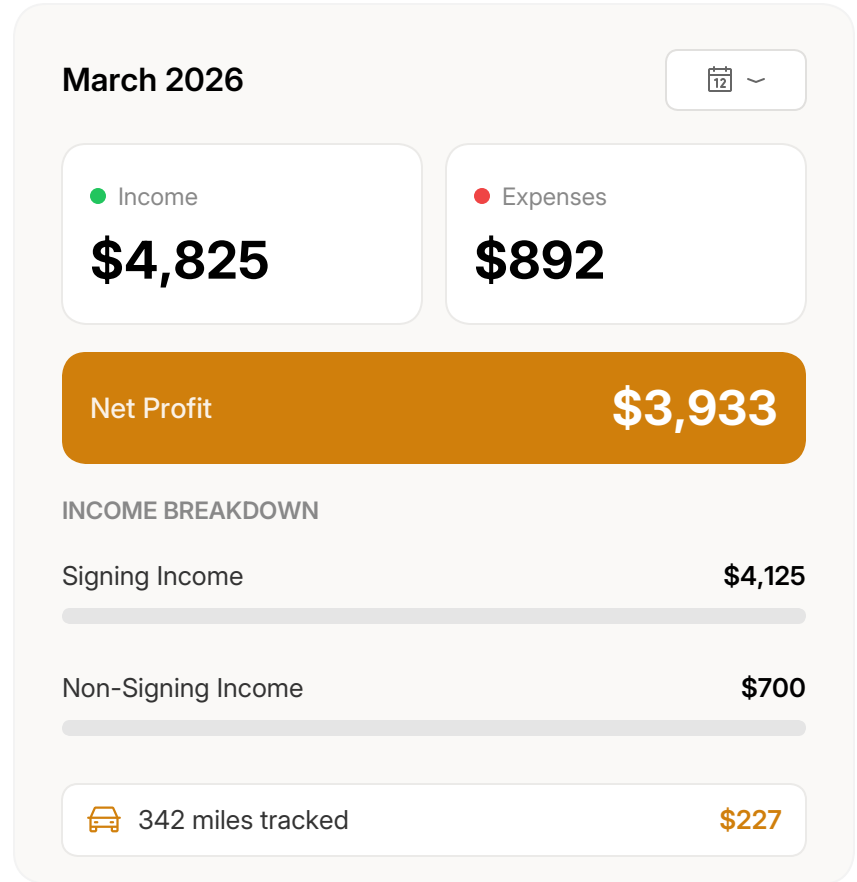 March 2026
12
Income
Expenses
$4,825
$892
Net Profit
$3,933
INCOME BREAKDOWN
Signing Income
$4,125
Non-Signing Income
$700
342 miles tracked
$227